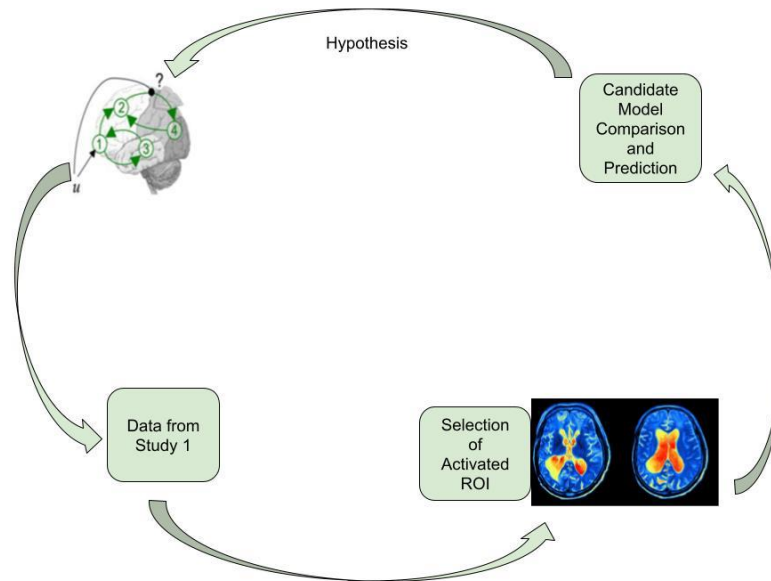 Hypothesis
?
2
4
1
3
u
Candidate
Model
Comparison
and
Prediction
Data from
Study 1
Selection
of
Activated
ROI